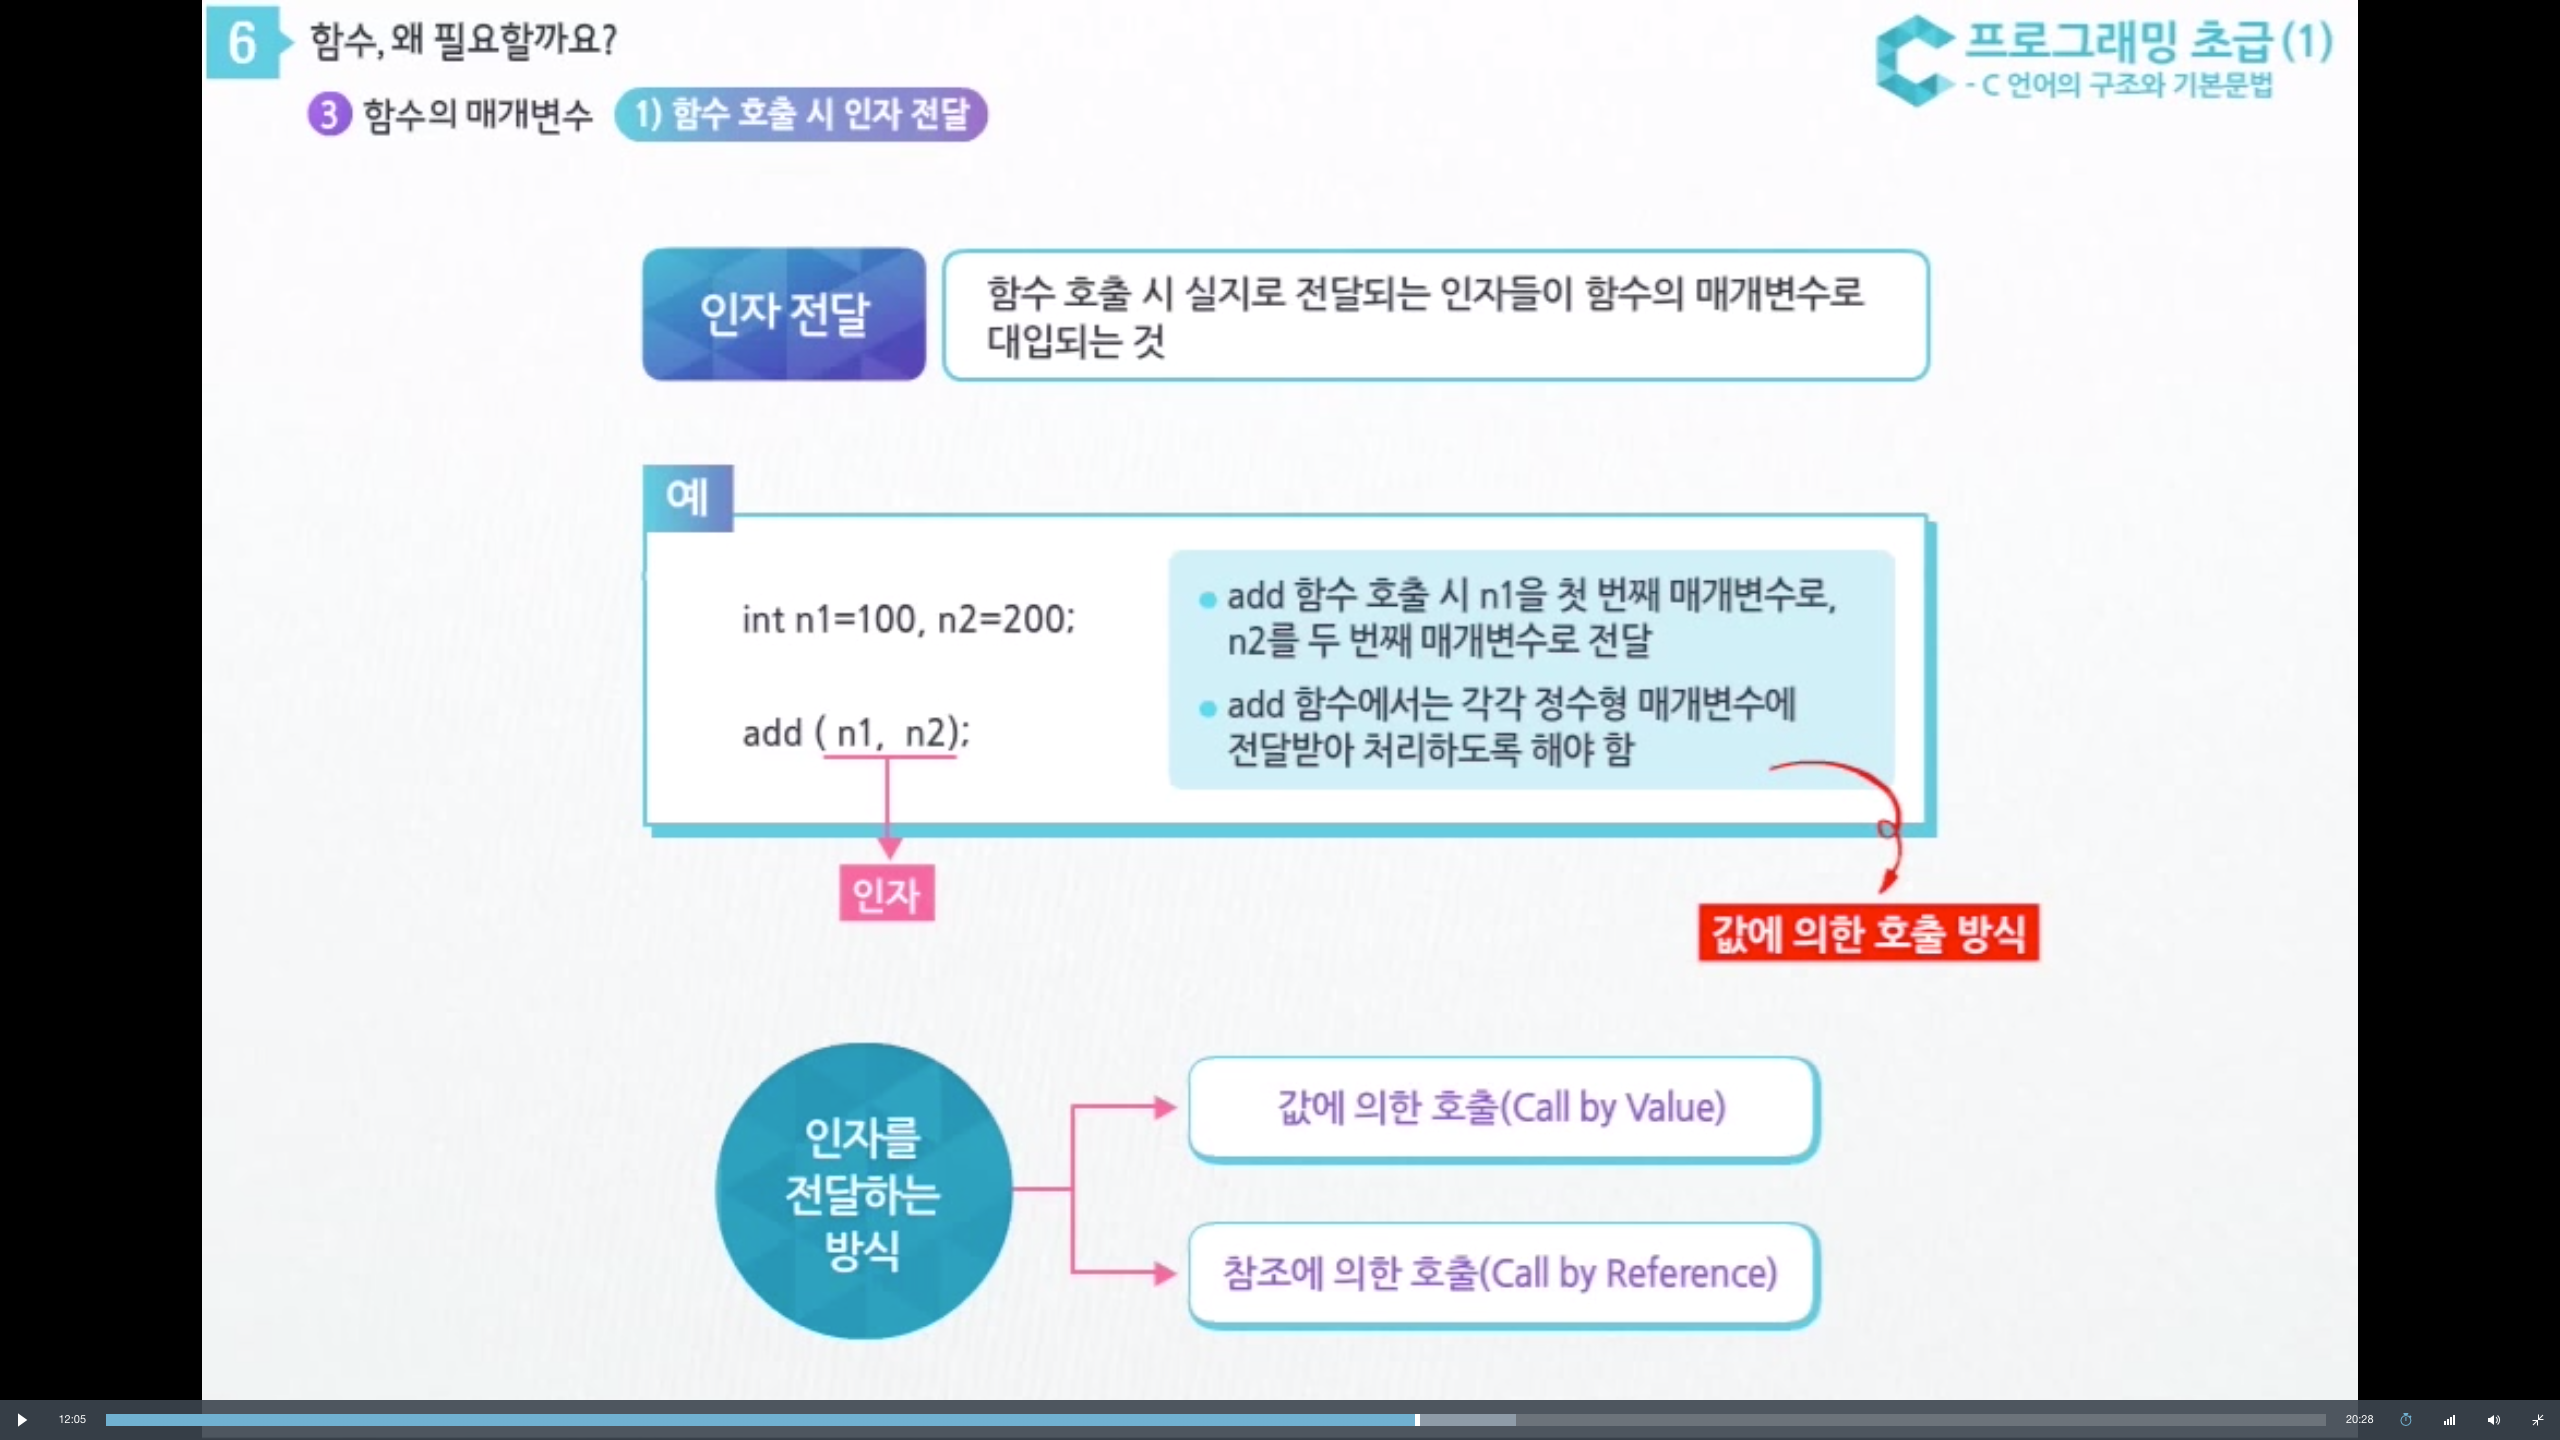 6
함수, 왜 필요할까요?
3 함수의 매개변수 1) 함수 호출 시 인자 전달
프로그래밍 초급(1)
- C 언어의 구조와 기본문법
인자 전달
함수 호출 시 실지로 전달되는 인자들이 함수의 매개변수로
대입되는 것
예
int n1=100, n2=200;
add ( n1, n2);
인자
add 함수 호출 시 n1을 첫 번째 매개변수로,
n2를 두 번째 매개변수로 전달
add 함수에서는 각각 정수형 매개변수에
전달받아 처리하도록 해야 함
값에 의한 호출 방식
인자를
전달하는
방식
값에 의한 호출(Call by Value)
참조에 의한 호출(Call by Reference)
12:05
20:28